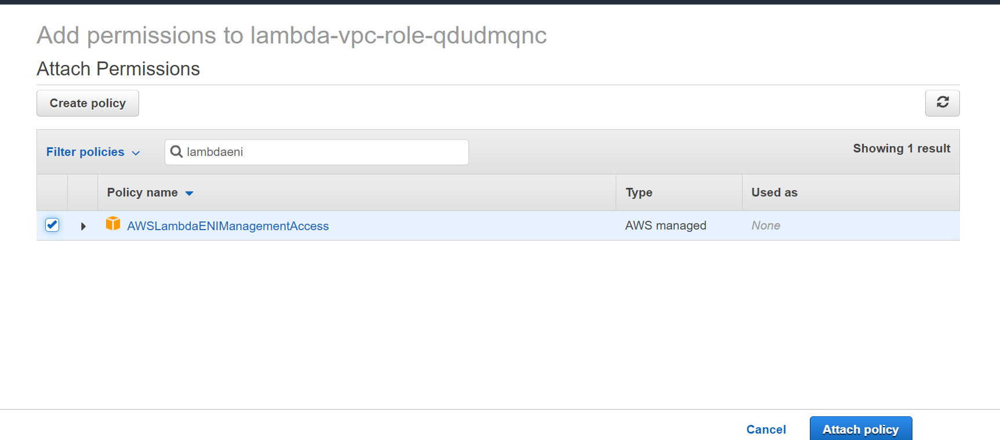 Add permissions to lambda-vpc-role-qdudmqnc
Attach Permissions
Create policy
Filter policies
lambdaeni
Showing 1 result
Policy name Type Used as
AWSLambdaENIManagementAccess AWS managed None
Cancel Attach policy